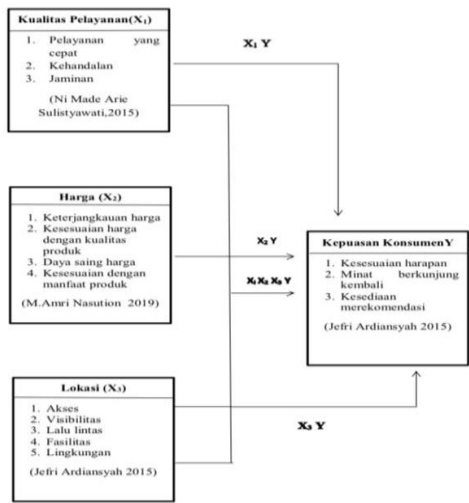 Kualitas Pelayanan(X₁)
1. Pelayanan yang
cepat
2. Kehandalan
3. Jaminan
(Ni Made Arie
Sulistyawati,2015)
X₁ Y
Harga (X₂)
1. Keterjangkauan harga
2. Kesesuaian harga
dengan kualitas
produk
3. Daya saing harga
4. Kesesuaian dengan
manfaat produk
(M.Amri Nasution 2019)
X₂ Y
X₁ X₂ X₃ Y
Kepuasan KonsumenY
1. Kesesuaian harapan
2. Minat berkunjung
kembali
3. Kesediaan
merekomendasi
(Jefri Ardiansyah 2015)
Lokasi (X₃)
1. Akses
2. Visibilitas
3. Lalu lintas
4. Fasilitas
5. Lingkungan
(Jefri Ardiansyah 2015)
X₃ Y